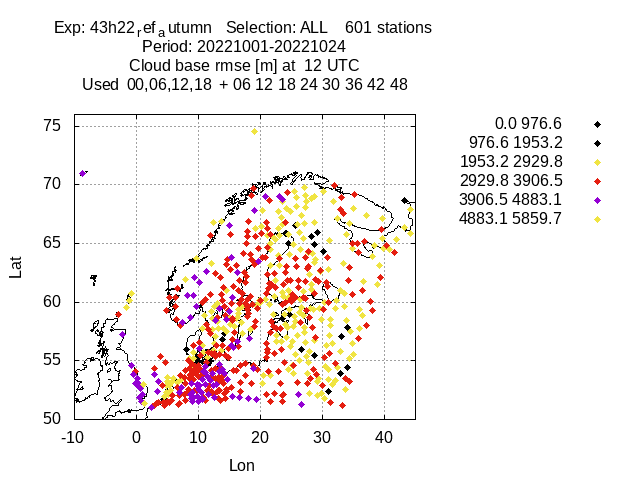 Exp: 43h22ref autumn   Selection: ALL    601 stations
Period: 20221001-20221024
Cloud base rmse [m] at  12 UTC
Used  00,06,12,18  + 06 12 18 24 30 36 42 48
0.0 976.6
976.6 1953.2
1953.2 2929.8
2929.8 3906.5
3906.5 4883.1
4883.1 5859.7
75
70
65
60
55
50
Lat
-10 0 10 20 30 40
Lon